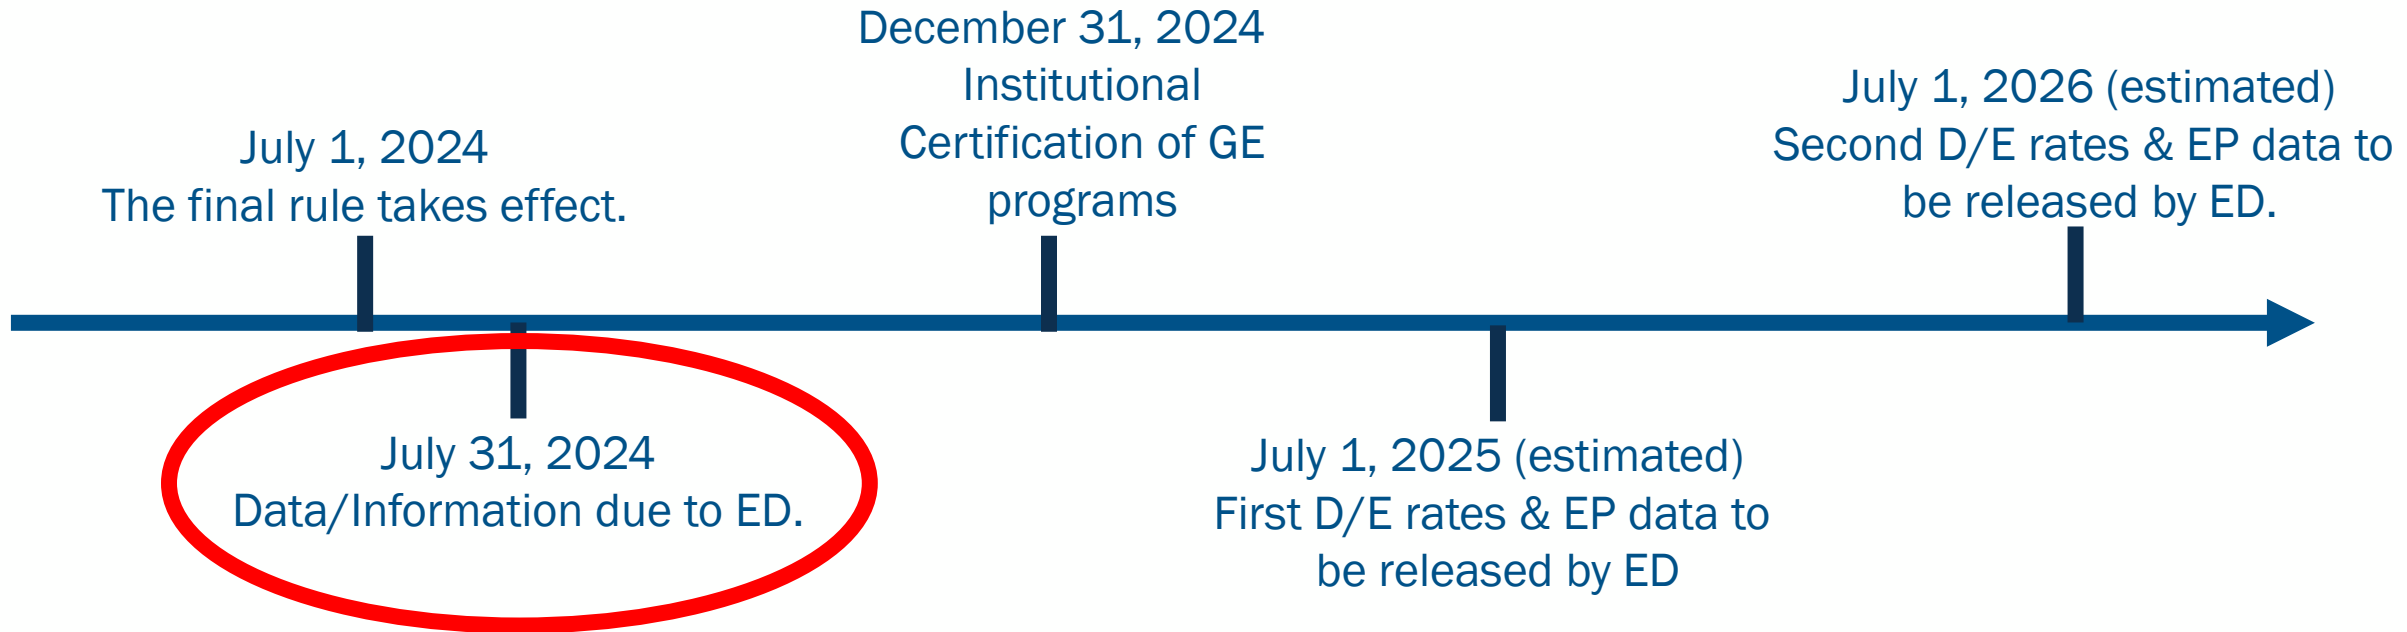 July 1, 2024
The final rule takes effect.
July 31, 2024
Data/Information due to ED.
December 31, 2024
Institutional
Certification of GE
programs
July 1, 2025 (estimated)
First D/E rates & EP data to
be released by ED
July 1, 2026 (estimated)
Second D/E rates & EP data to
be released by ED.